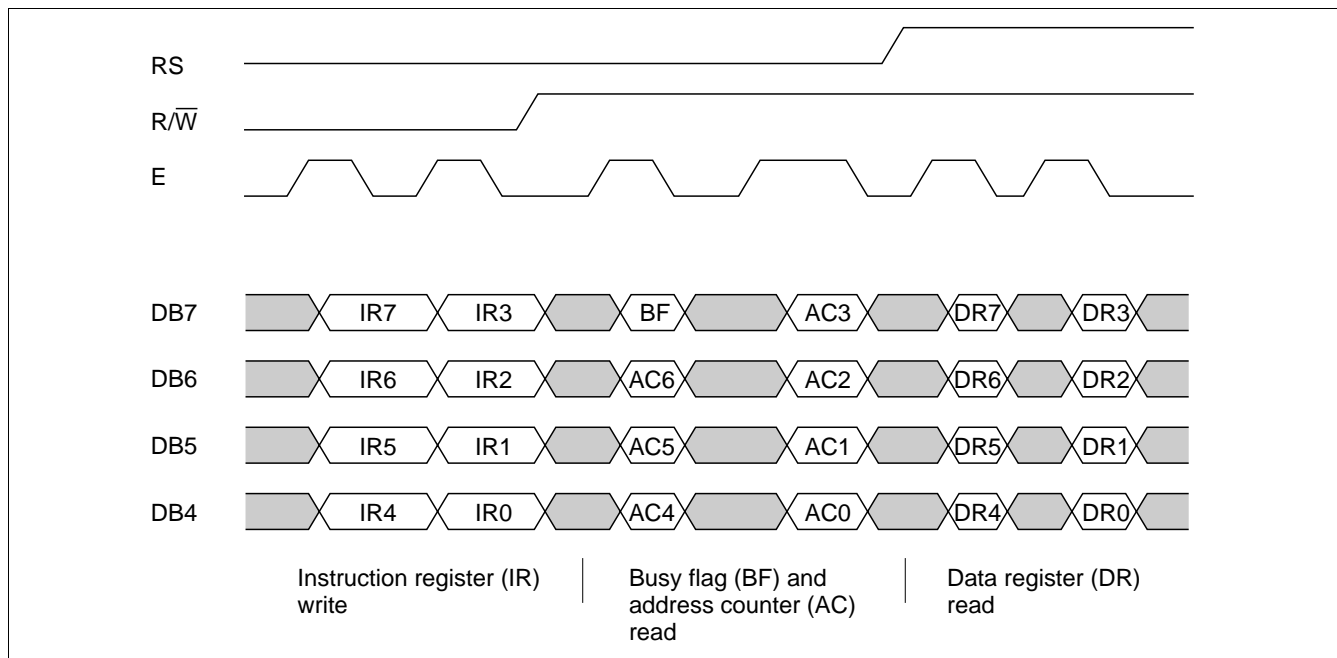 RS
R/W̅
E
DB7 IR7 IR3 BF AC3 DR7 DR3
DB6 IR6 IR2 AC6 AC2 DR6 DR2
DB5 IR5 IR1 AC5 AC1 DR5 DR1
DB4 IR4 IR0 AC4 AC0 DR4 DR0
Instruction register (IR)
write
Busy flag (BF) and
address counter (AC)
read
Data register (DR)
read